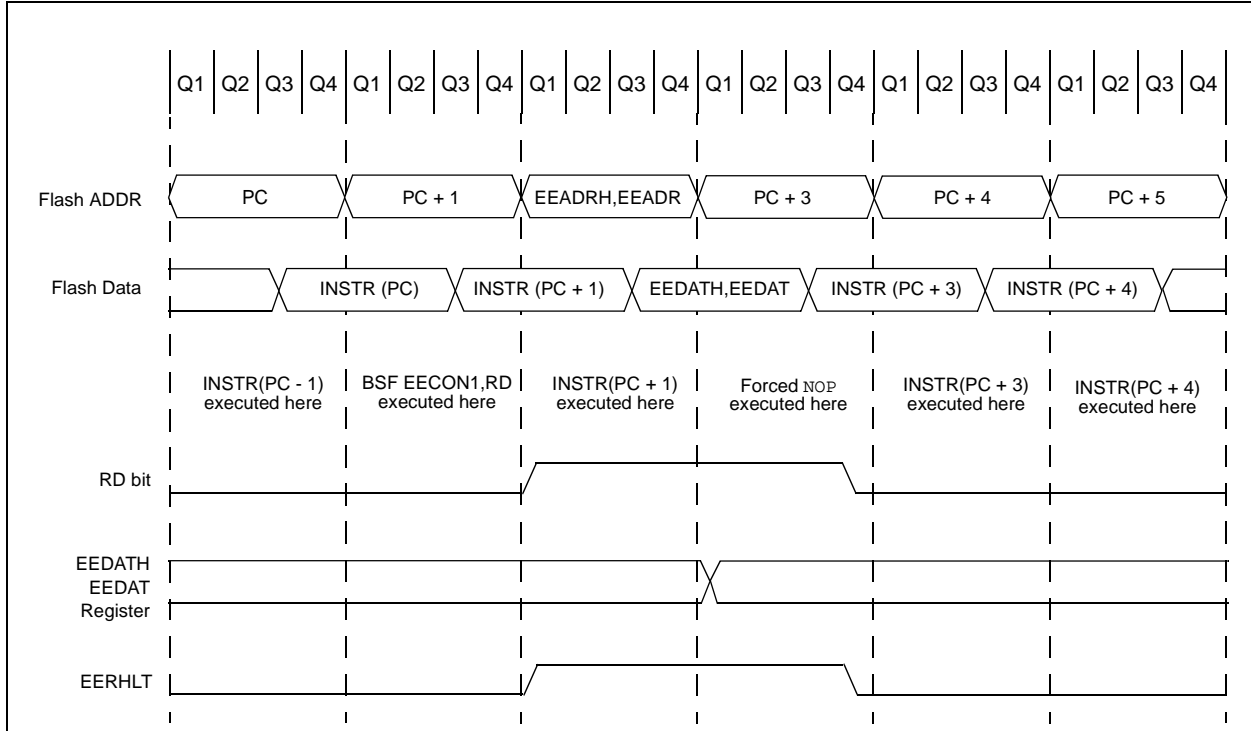 Q1 Q2 Q3 Q4 Q1 Q2 Q3 Q4 Q1 Q2 Q3 Q4 Q1 Q2 Q3 Q4 Q1 Q2 Q3 Q4 Q1 Q2 Q3 Q4
Flash ADDR PC PC + 1 EEADRH,EEADR PC + 3 PC + 4 PC + 5
Flash Data INSTR (PC) INSTR (PC + 1) EEDATH,EEDAT INSTR (PC + 3) INSTR (PC + 4)
INSTR(PC - 1) BSF EECON1,RD INSTR(PC + 1) Forced NOP INSTR(PC + 3) INSTR(PC + 4)
executed here executed here executed here executed here executed here executed here
RD bit
EEDATH
EEDAT
Register
EERHLT